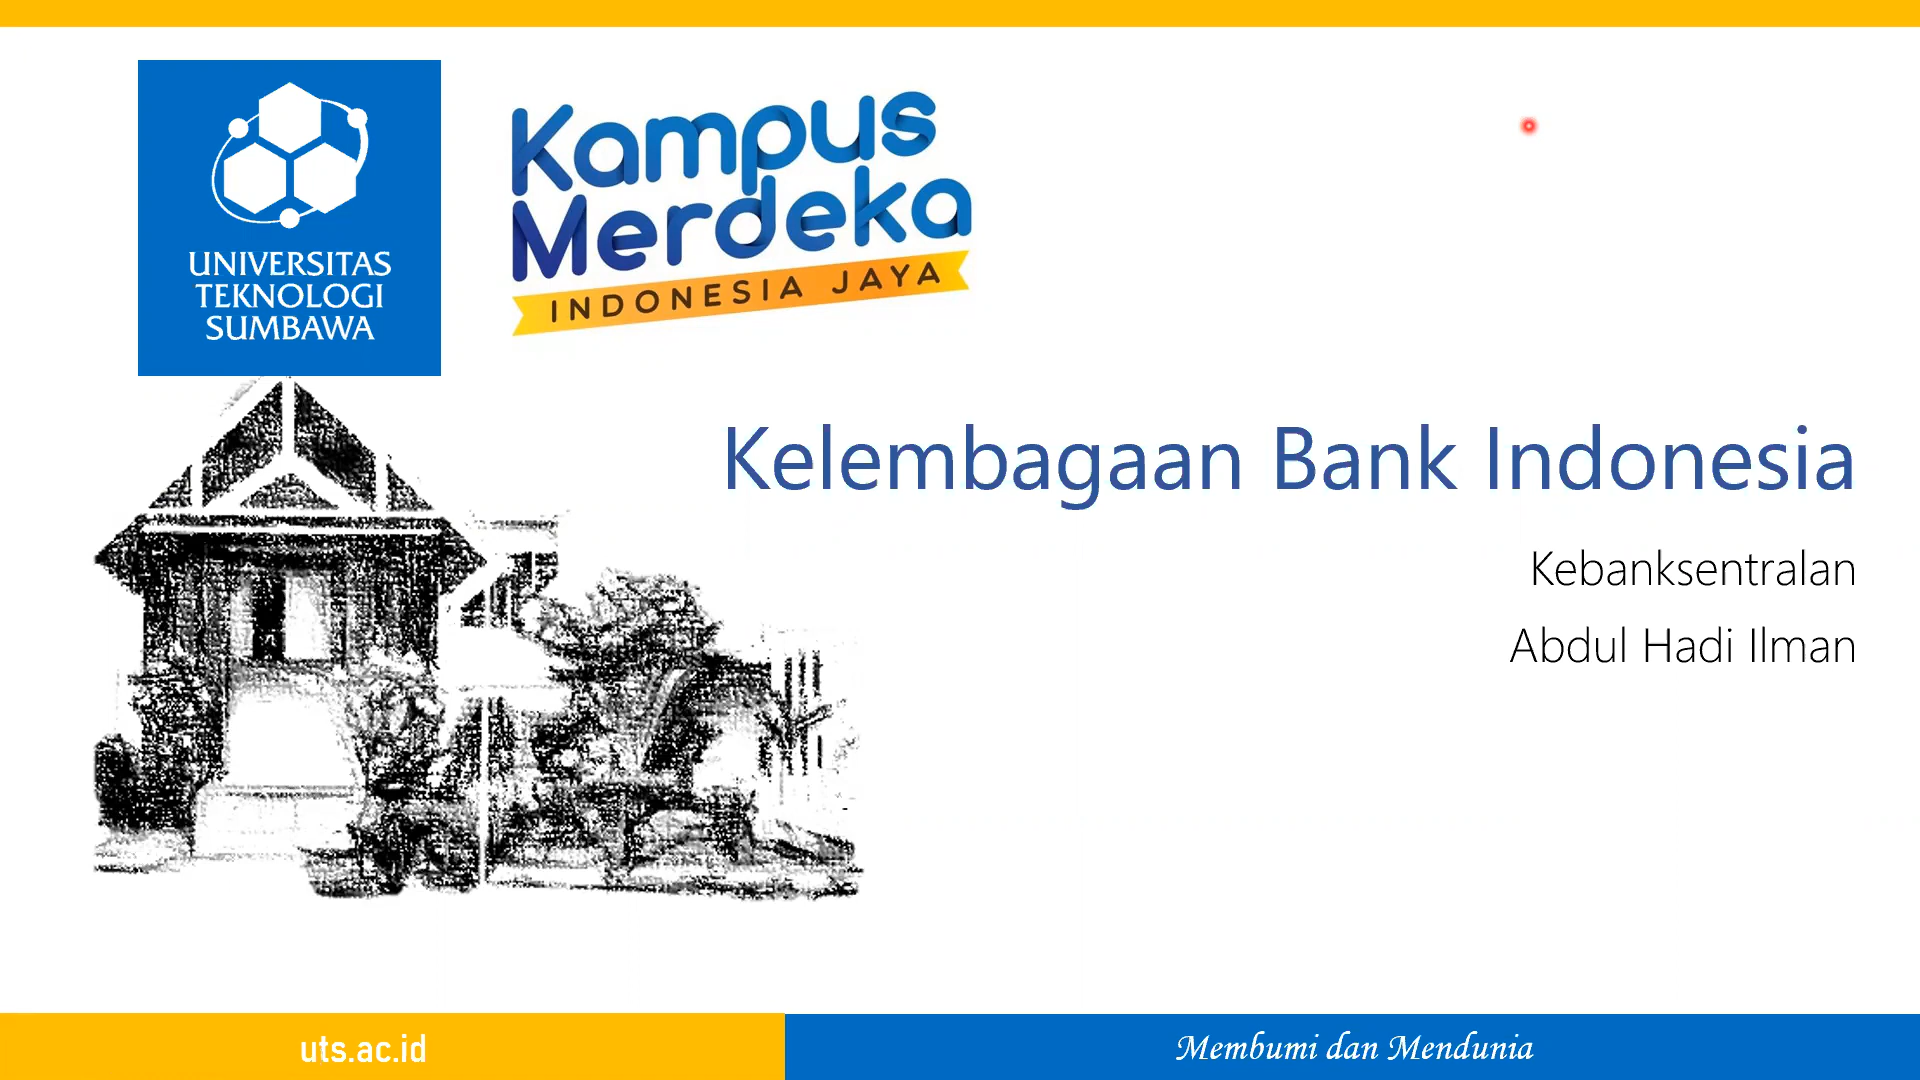 UNIVERSITAS
TEKNOLOGI
SUMBAWA
Kampus
Merdeka
INDONESIA JAYA
Kelembagaan Bank Indonesia
Kebanksentralan
Abdul Hadi Ilman
uts.ac.id
Membumi dan Mendunia